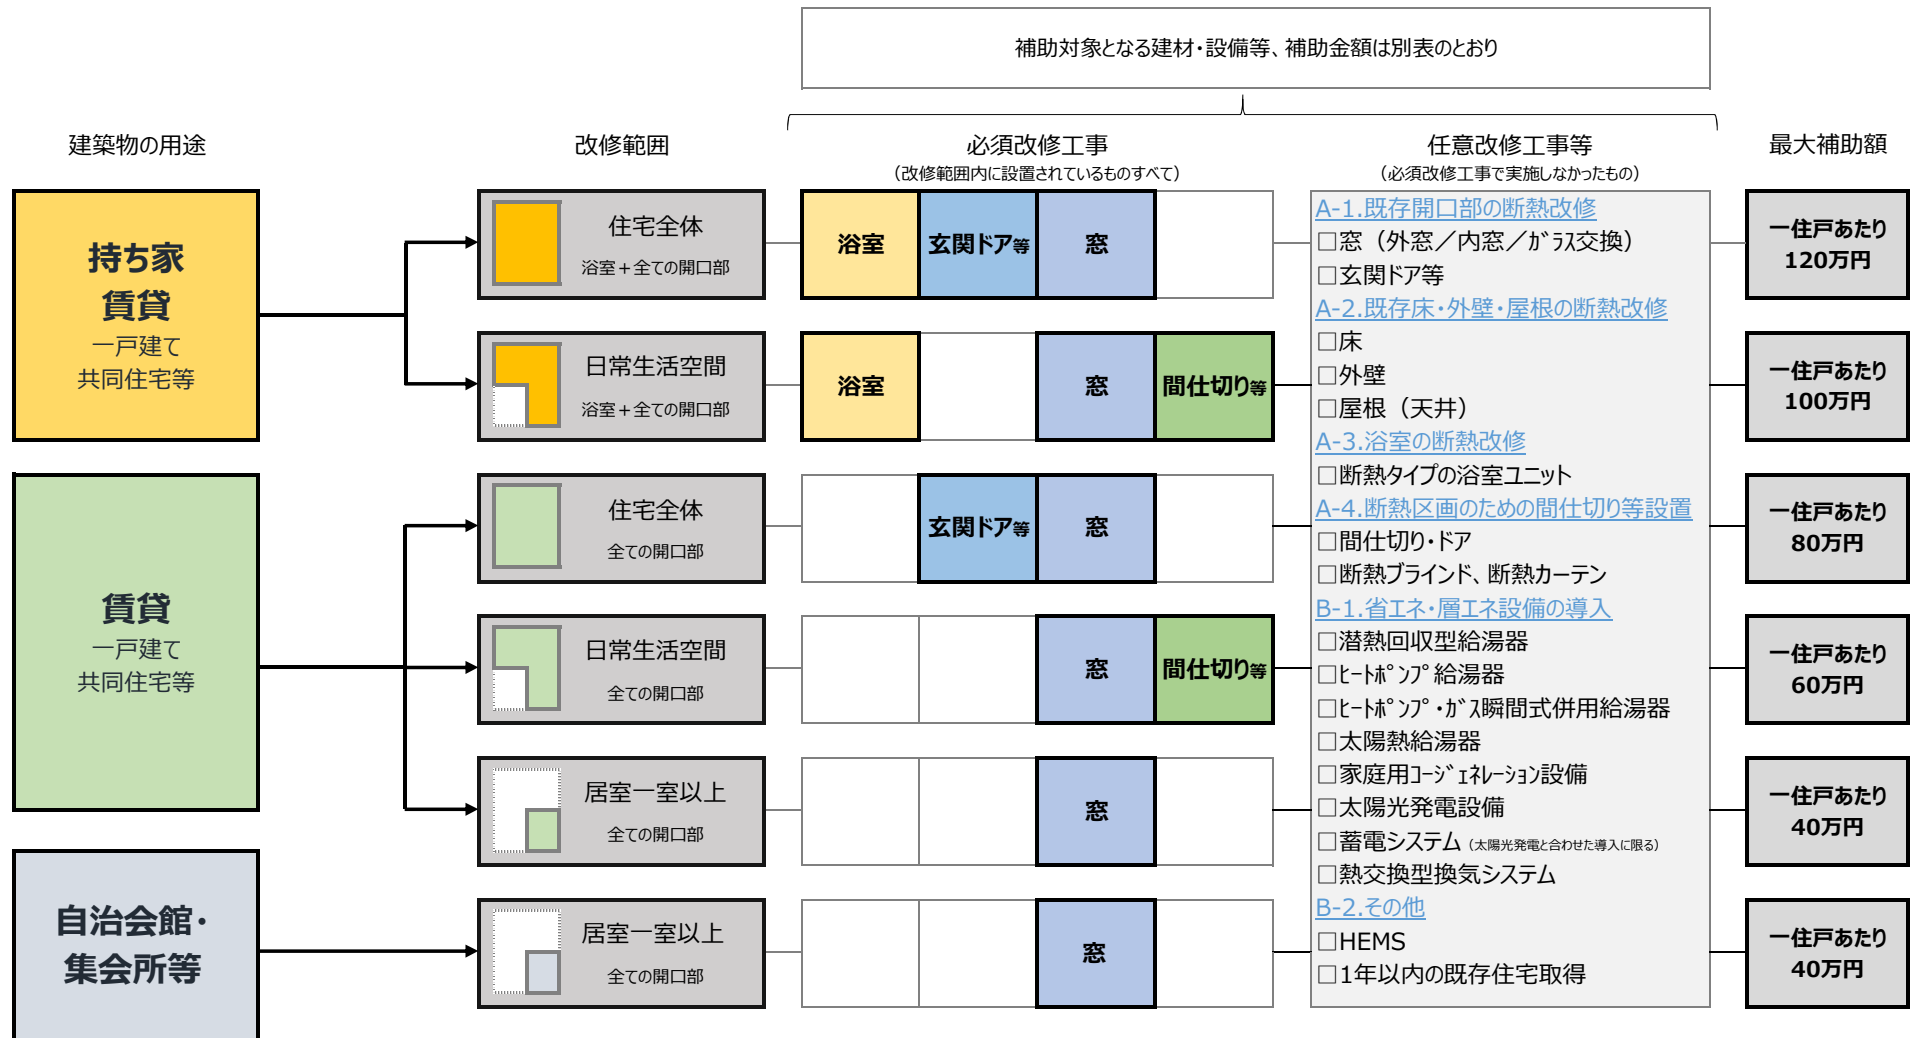 補助対象となる建材・設備等、補助金額は別表のとおり
建築物の用途
改修範囲
必須改修工事
（改修範囲内に設置されているものすべて）
任意改修工事等
（必須改修工事で実施しなかったもの）
最大補助額
持ち家
賃貸
一戸建て
共同住宅等
住宅全体
浴室＋全ての開口部
浴室
玄関ドア等
窓
一住戸あたり
120万円
日常生活空間
浴室＋全ての開口部
浴室
窓
間仕切り等
一住戸あたり
100万円
賃貸
一戸建て
共同住宅等
住宅全体
全ての開口部
玄関ドア等
窓
一住戸あたり
80万円
日常生活空間
全ての開口部
窓
間仕切り等
一住戸あたり
60万円
居室一室以上
全ての開口部
窓
一住戸あたり
40万円
自治会館・
集会所等
居室一室以上
全ての開口部
窓
一住戸あたり
40万円
A-1.既存開口部の断熱改修
□窓（外窓／内窓／ｶﾞﾗｽ交換）
□玄関ドア等
A-2.既存床・外壁・屋根の断熱改修
□床
□外壁
□屋根（天井）
A-3.浴室の断熱改修
□断熱タイプの浴室ユニット
A-4.断熱区画のための間仕切り等設置
□間仕切り・ドア
□断熱ブラインド、断熱カーテン
B-1.省エネ・層エネ設備の導入
□潜熱回収型給湯器
□ﾋｰﾄﾎﾟﾝﾌﾟ給湯器
□ﾋｰﾄﾎﾟﾝﾌﾟ・ｶﾞｽ瞬間式併用給湯器
□太陽熱給湯器
□家庭用ｺｰｼﾞｪﾈﾚｰｼｮﾝ設備
□太陽光発電設備
□蓄電システム（太陽光発電と合わせた導入に限る）
□熱交換型換気システム
B-2.その他
□HEMS
□1年以内の既存住宅取得